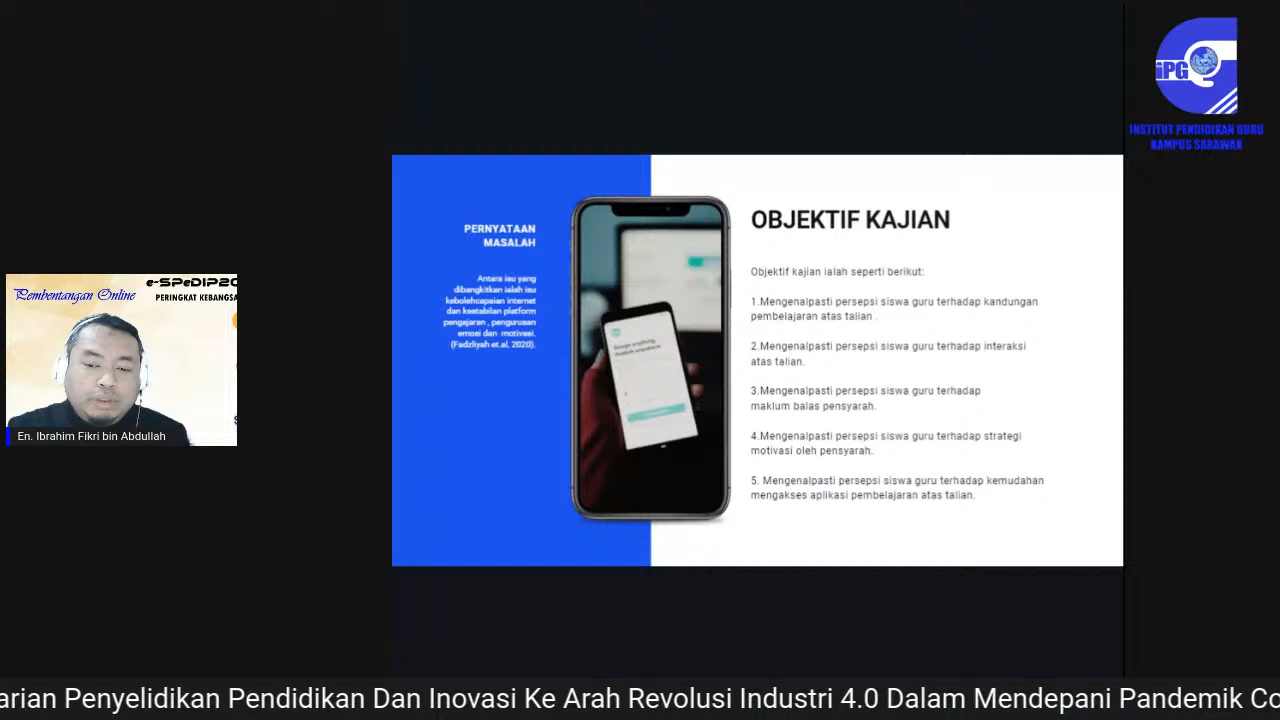 iPG
INSTITUT PENDIDIKAN GURU
KAMPUS SARAWAK
PERNYATAAN
MASALAH
Antara isu yang
dibangkitkan ialah isu
kebolehcapaian internet
dan kestabilan platform
pengajaran , pengurusan
emosi dan motivasi.
(Fadzliyah et.al, 2020).
OBJEKTIF KAJIAN
Objektif kajian ialah seperti berikut:
1.Mengenalpasti persepsi siswa guru terhadap kandungan
pembelajaran atas talian .
2.Mengenalpasti persepsi siswa guru terhadap interaksi
atas talian.
3.Mengenalpasti persepsi siswa guru terhadap
maklum balas pensyarah.
4.Mengenalpasti persepsi siswa guru terhadap strategi
motivasi oleh pensyarah.
5. Mengenalpasti persepsi siswa guru terhadap kemudahan
mengakses aplikasi pembelajaran atas talian.
e-SPeDIP20
Pembentangan Online
PERINGKAT KEBANGSA
En. Ibrahim Fikri bin Abdullah
arian Penyelidikan Pendidikan Dan Inovasi Ke Arah Revolusi Industri 4.0 Dalam Mendepani Pandemik Co